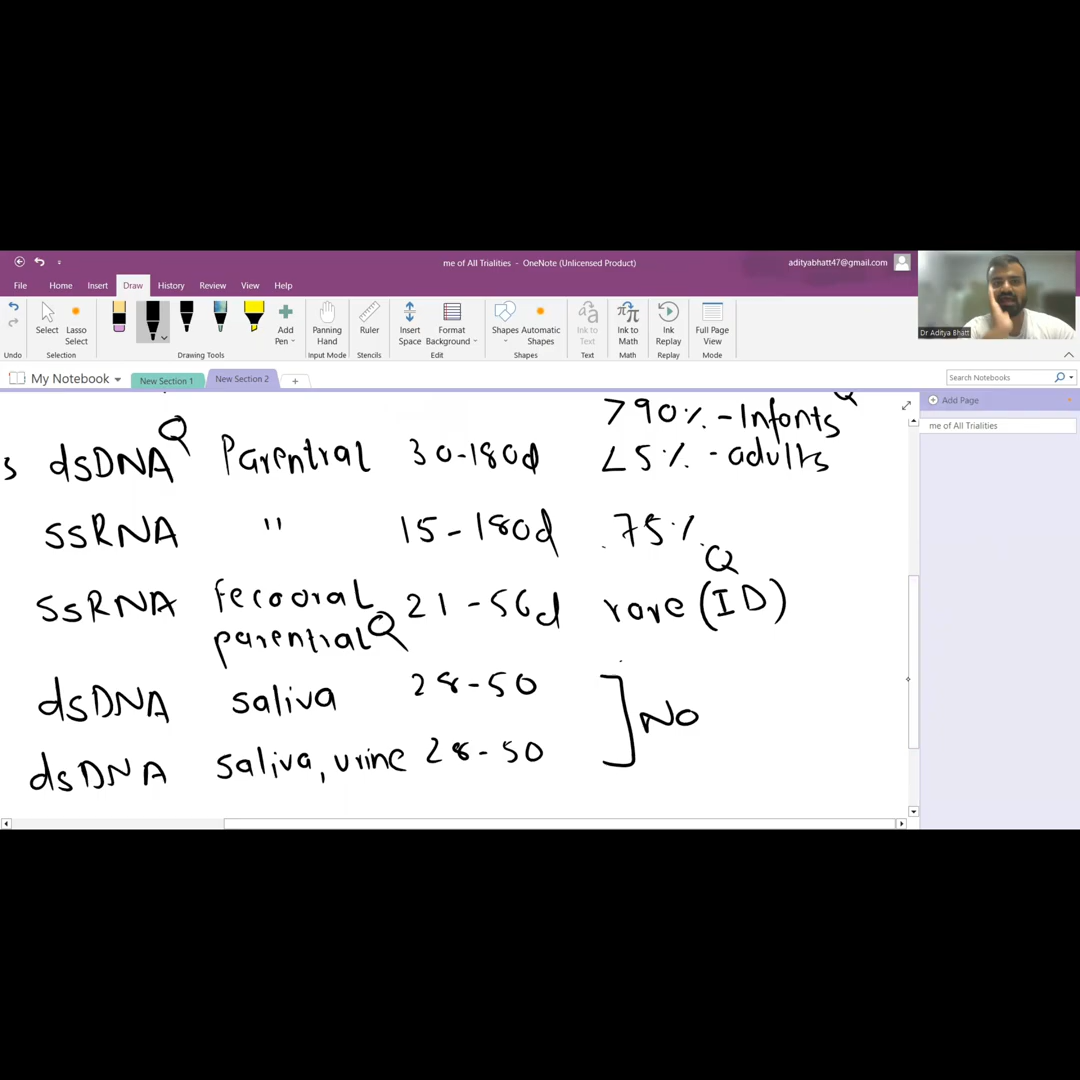 me of All Trialities - OneNote (Unlicensed Product)
adityabhatt47@gmail.com
File Home Insert Draw History Review View Help
Undo
Select
Lasso Select
Add Pen
Panning Hand
Ruler
Insert Space
Format Background
Shapes
Automatic Shapes
Ink to Text
Ink to Math
Ink Replay
Full Page View
Selection Drawing Tools Input Mode Stencils Edit Shapes Text Math Replay Mode
Dr Aditya Bhatt
My Notebook New Section 1 New Section 2 +
Search Notebooks
Add Page
me of All Trialities
>90% - Infonts Q
s dsDNA Q Parentral 30-180d <5% - adults
ssRNA " 15-180d 75%
SsRNA fecooral 21-56d rare (ID) Q
parentral Q
dsDNA saliva 28-50
No
dsDNA saliva, urine 28-50